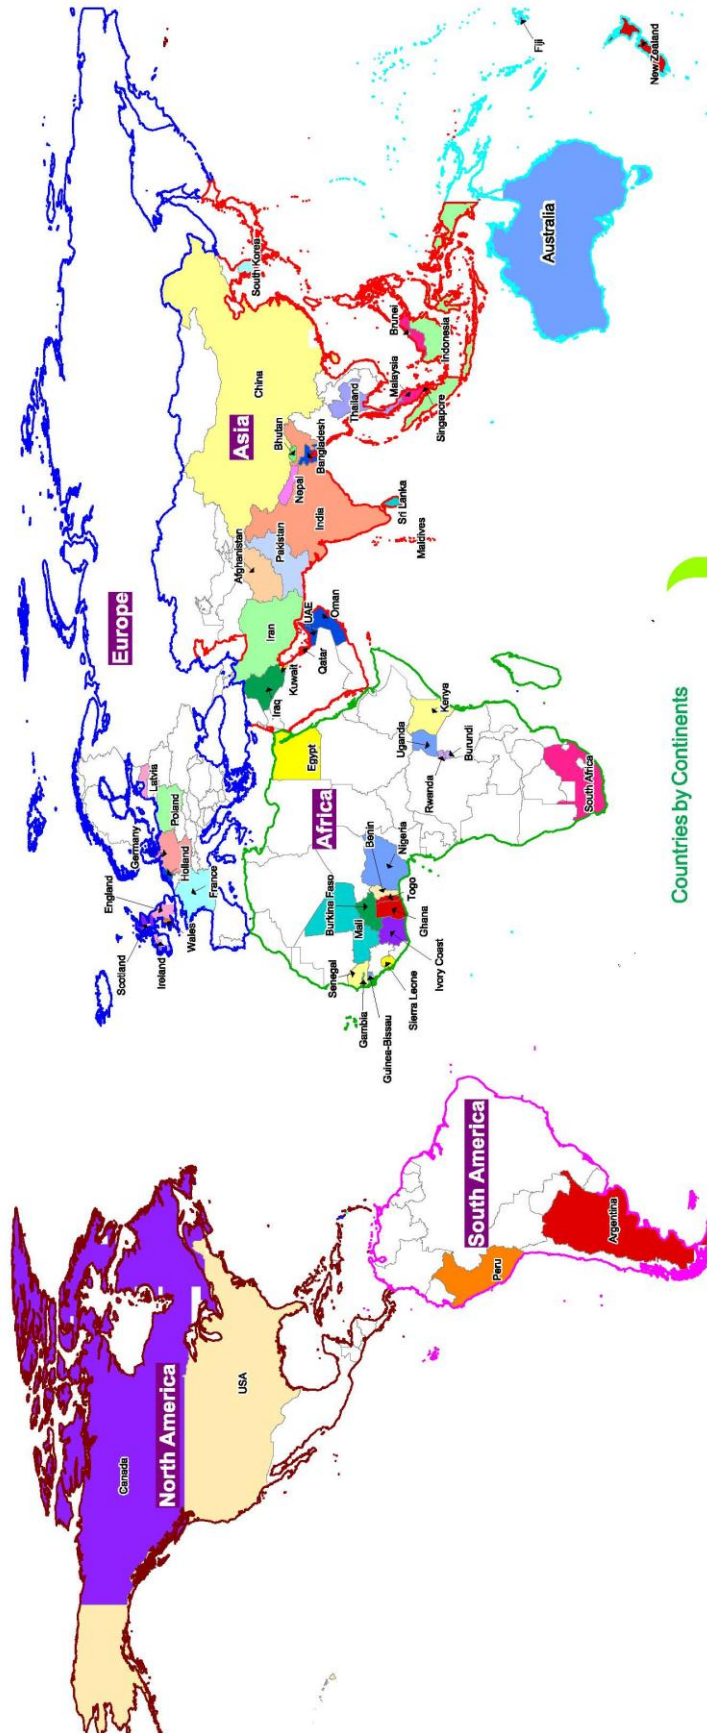 North America
Canada
USA
South America
Peru
Argentina
Europe
Scotland
England
Ireland
Wales
Germany
Holland
France
Poland
Latvia
Asia
China
South Korea
Afghanistan
Pakistan
India
Nepal
Bhutan
Bangladesh
Iran
Iraq
Kuwait
Qatar
UAE
Oman
Sri Lanka
Maldives
Thailand
Malaysia
Singapore
Brunei
Indonesia
Africa
Egypt
Senegal
Gambia
Guinea-Bissau
Sierra Leone
Mali
Burkina Faso
Ivory Coast
Ghana
Togo
Benin
Nigeria
Uganda
Rwanda
Burundi
Kenya
South Africa
Australia
Fiji
New Zealand
Countries by Continents